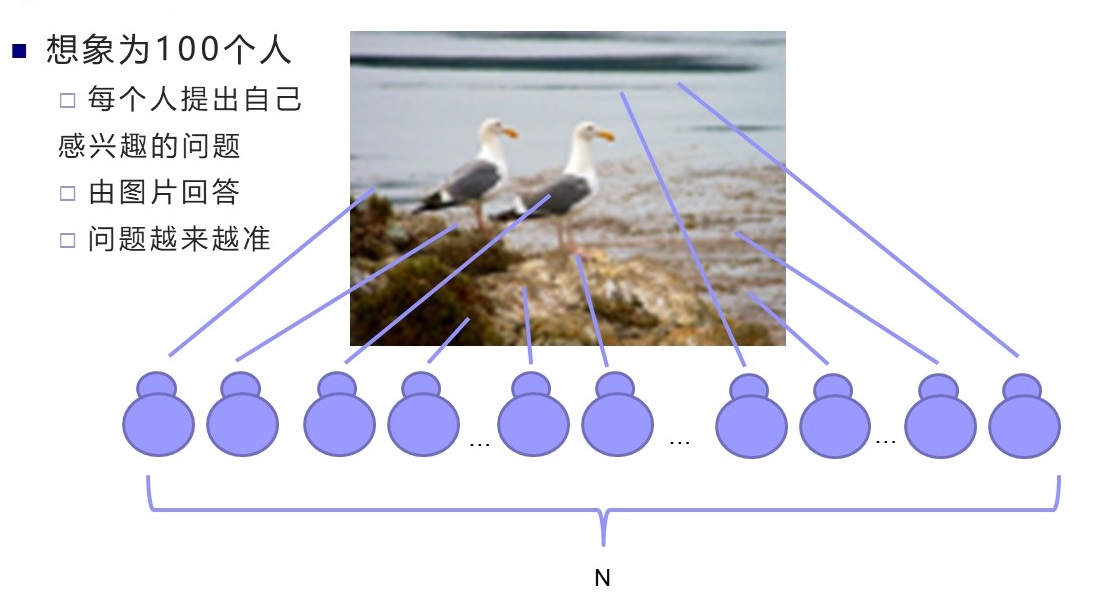 想象为100个人
每个人提出自己
感兴趣的问题
由图片回答
问题越来越准
... ... ...
N